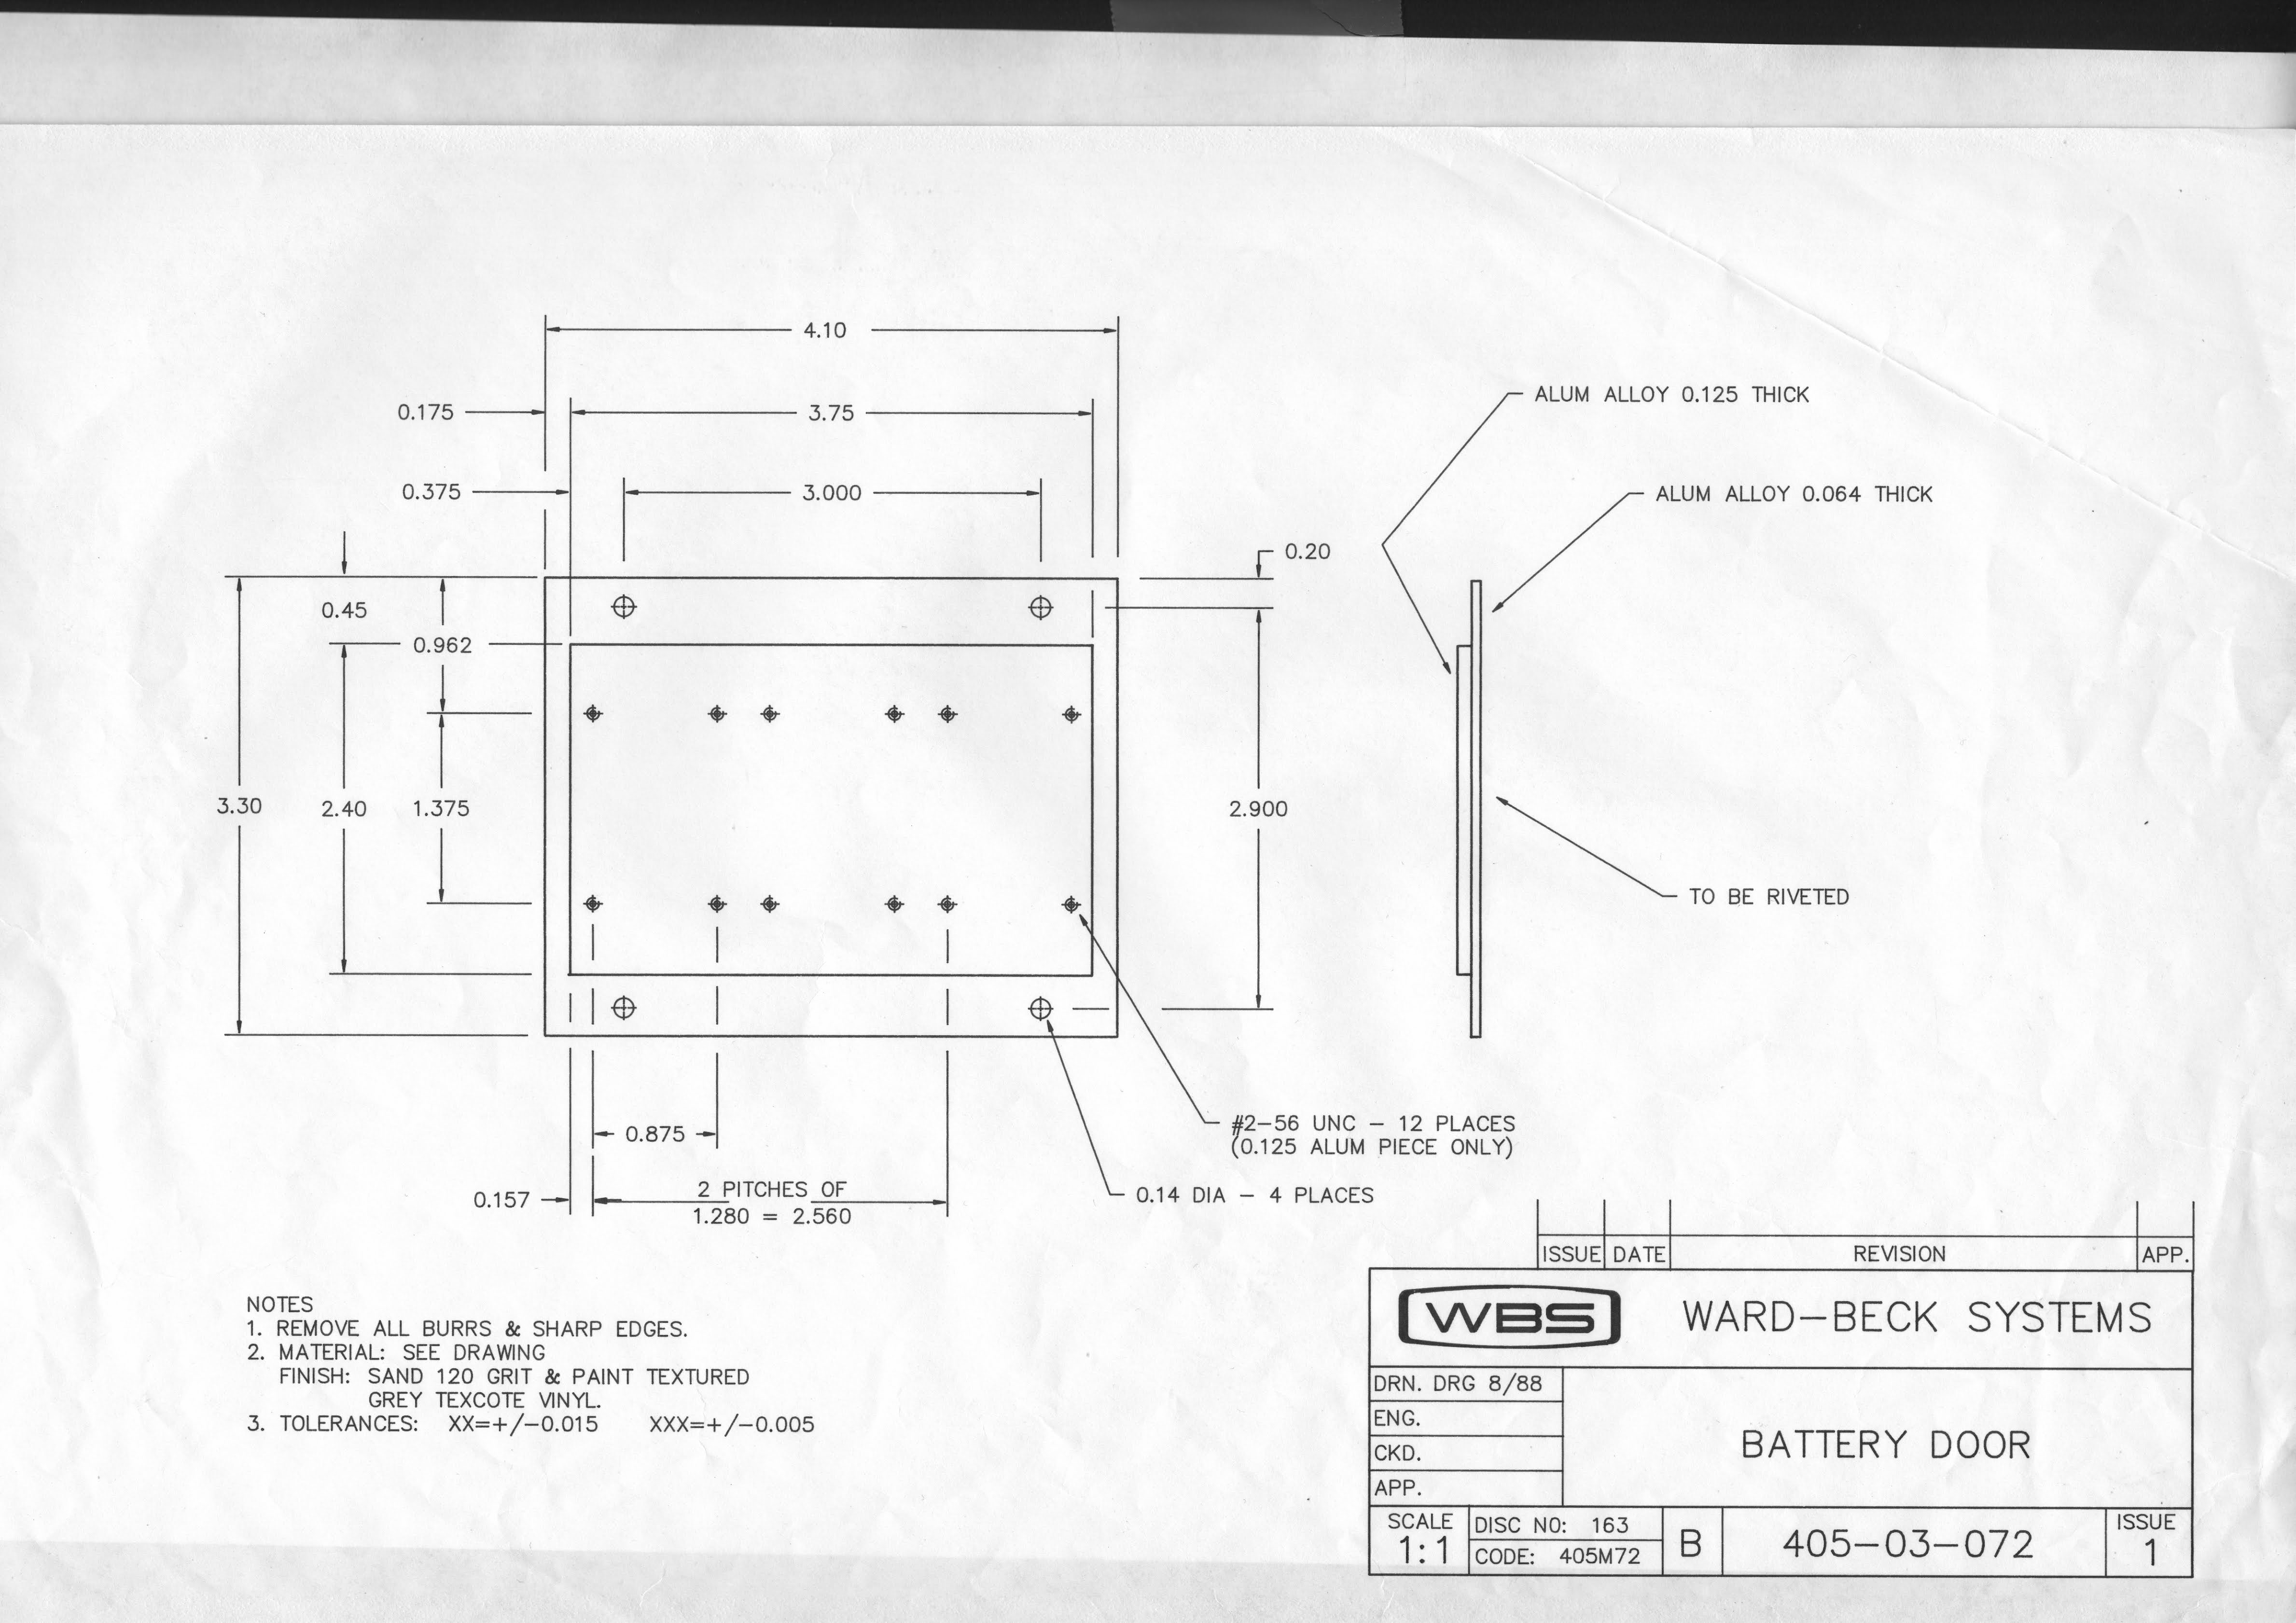 4.10
0.175
3.75
0.375
3.000
0.20
0.45
0.962
3.30
2.40
1.375
2.900
0.875
0.157
2 PITCHES OF
1.280 = 2.560
ALUM ALLOY 0.125 THICK
ALUM ALLOY 0.064 THICK
TO BE RIVETED
#2-56 UNC - 12 PLACES
(0.125 ALUM PIECE ONLY)
0.14 DIA - 4 PLACES
NOTES
1. REMOVE ALL BURRS & SHARP EDGES.
2. MATERIAL: SEE DRAWING
FINISH: SAND 120 GRIT & PAINT TEXTURED
GREY TEXCOTE VINYL.
3. TOLERANCES: XX=+/-0.015 XXX=+/-0.005
ISSUE DATE REVISION APP.
WBS WARD-BECK SYSTEMS
DRN. DRG 8/88
ENG.
CKD.
APP.
BATTERY DOOR
SCALE
1:1
DISC NO: 163
CODE: 405M72
B
405-03-072
ISSUE
1